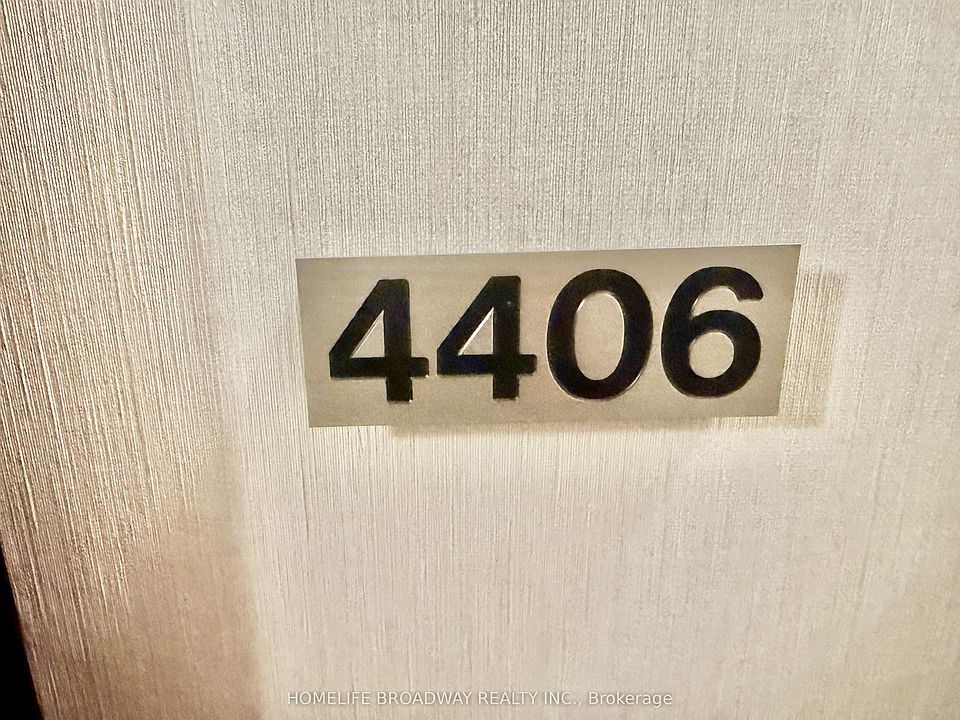 4406
HOMELIFE BROADWAY REALTY INC., Brokerage